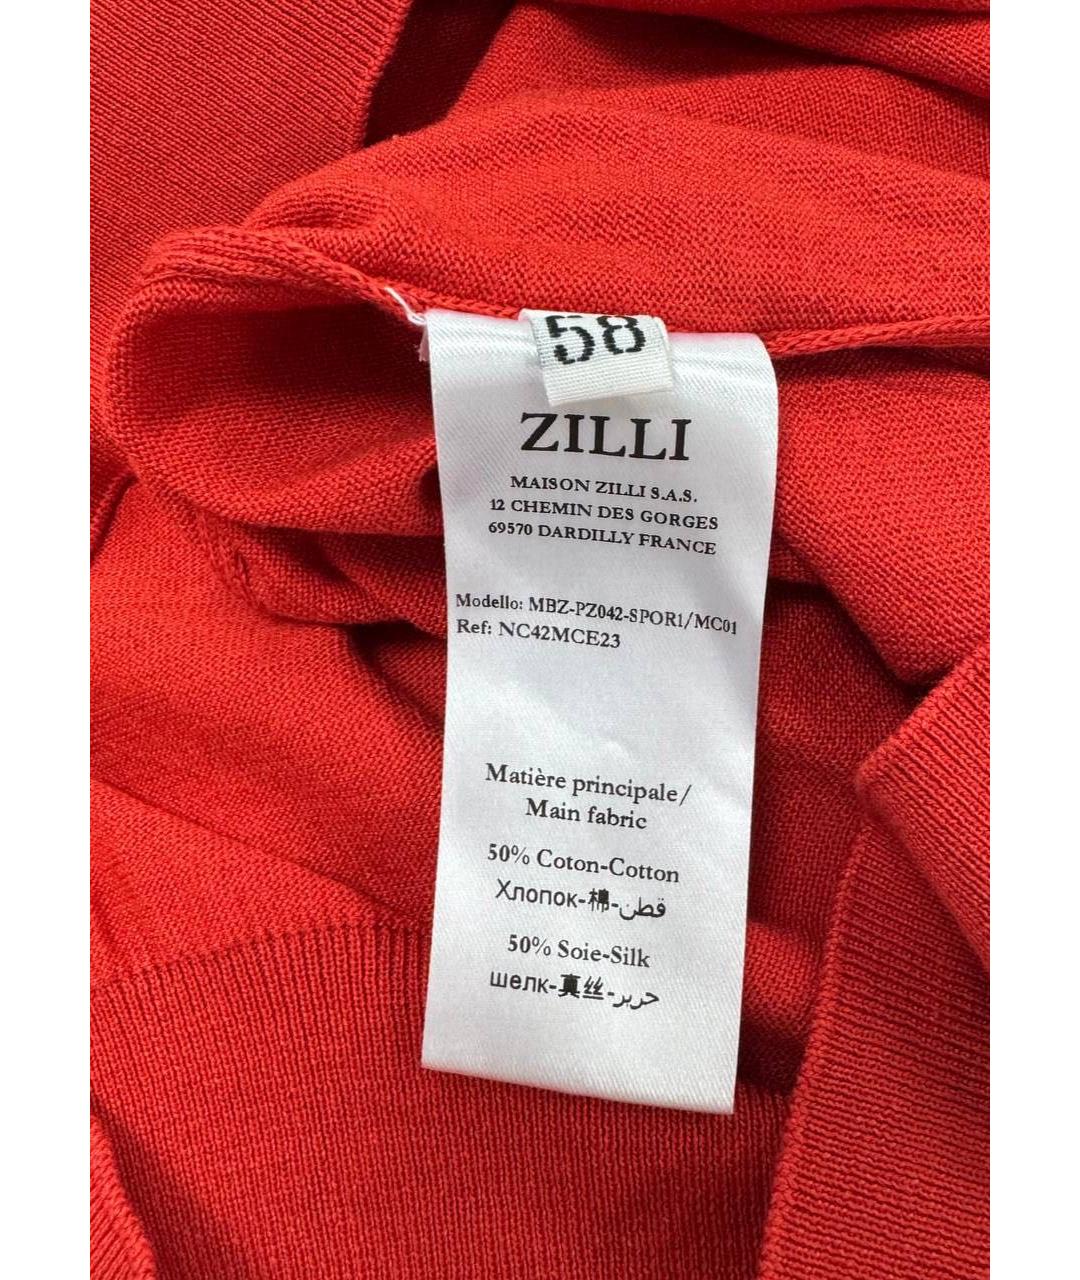 58
ZILLI
MAISON ZILLI S.A.S.
12 CHEMIN DES GORGES
69570 DARDILLY FRANCE
Modello: MBZ-PZ042-SPOR1/MC01
Ref: NC42MCE23
Matière principale/
Main fabric
50% Coton-Cotton
Хлопок-棉-قطن
50% Soie-Silk
шелк-真丝-حرير